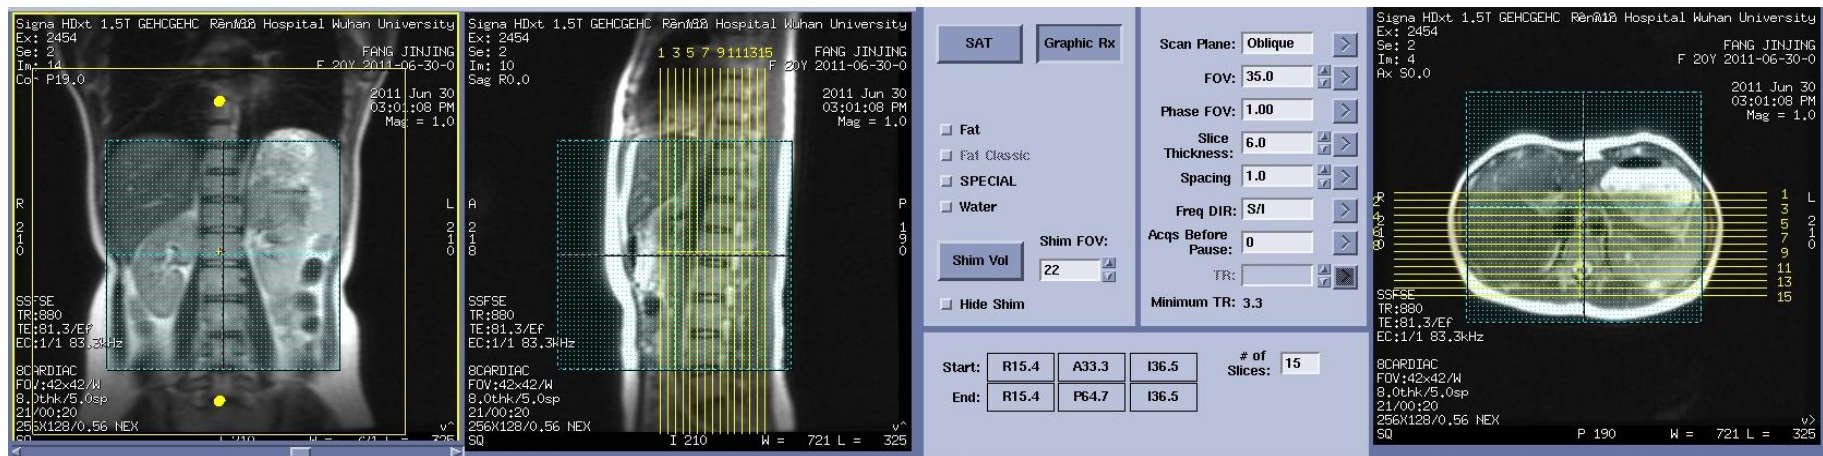 Signa HDxt 1.5T GEHCGEHC Hospital Wuhan University
Ex: 2454
Se: 2
Im: 14
Cor P19.0
FANG JINJING
F 20Y 2011-06-30-0
2011 Jun 30
03:01:08 PM
Mag = 1.0
R
210
L
210
SSFSE
TR:880
TE:81.3/Ef
EC:1/1 83.3kHz
8CARDIAC
FOV:42x42/W
8.0thk/5.0sp
21/00:20
256X128/0.56 NEX
SQ
I 210
W = 721 L = 325
v^
Signa HDxt 1.5T GEHCGEHC Hospital Wuhan University
Ex: 2454
Se: 2
Im: 10
Sag R0.0
FANG JINJING
F 20Y 2011-06-30-0
2011 Jun 30
03:01:08 PM
Mag = 1.0
1 3 5 7 9 11 13 15
A
P
190
SSFSE
TR:880
TE:81.3/Ef
EC:1/1 83.3kHz
8CARDIAC
FOV:42x42/W
8.0thk/5.0sp
21/00:20
256X128/0.56 NEX
SQ
I 210
W = 721 L = 325
v^
SAT
Graphic Rx
Fat
Fat Classic
SPECIAL
Water
Shim Vol
Shim FOV:
22
Hide Shim
Scan Plane: Oblique
FOV: 35.0
Phase FOV: 1.00
Slice
Thickness: 6.0
Spacing 1.0
Freq DIR: S/I
Acqs Before
Pause: 0
TR:
Minimum TR: 3.3
Start: R15.4 A33.3 I36.5
End: R15.4 P64.7 I36.5
# of
Slices: 15
Signa HDxt 1.5T GEHCGEHC Hospital Wuhan University
Ex: 2454
Se: 2
Im: 4
Ax S0.0
FANG JINJING
F 20Y 2011-06-30-0
2011 Jun 30
03:01:08 PM
Mag = 1.0
R
L
210
1
3
5
7
9
11
13
15
SSFSE
TR:880
TE:81.3/Ef
EC:1/1 83.3kHz
8CARDIAC
FOV:42x42/W
8.0thk/5.0sp
21/00:20
256X128/0.56 NEX
SQ
P 190
W = 721 L = 325
v>